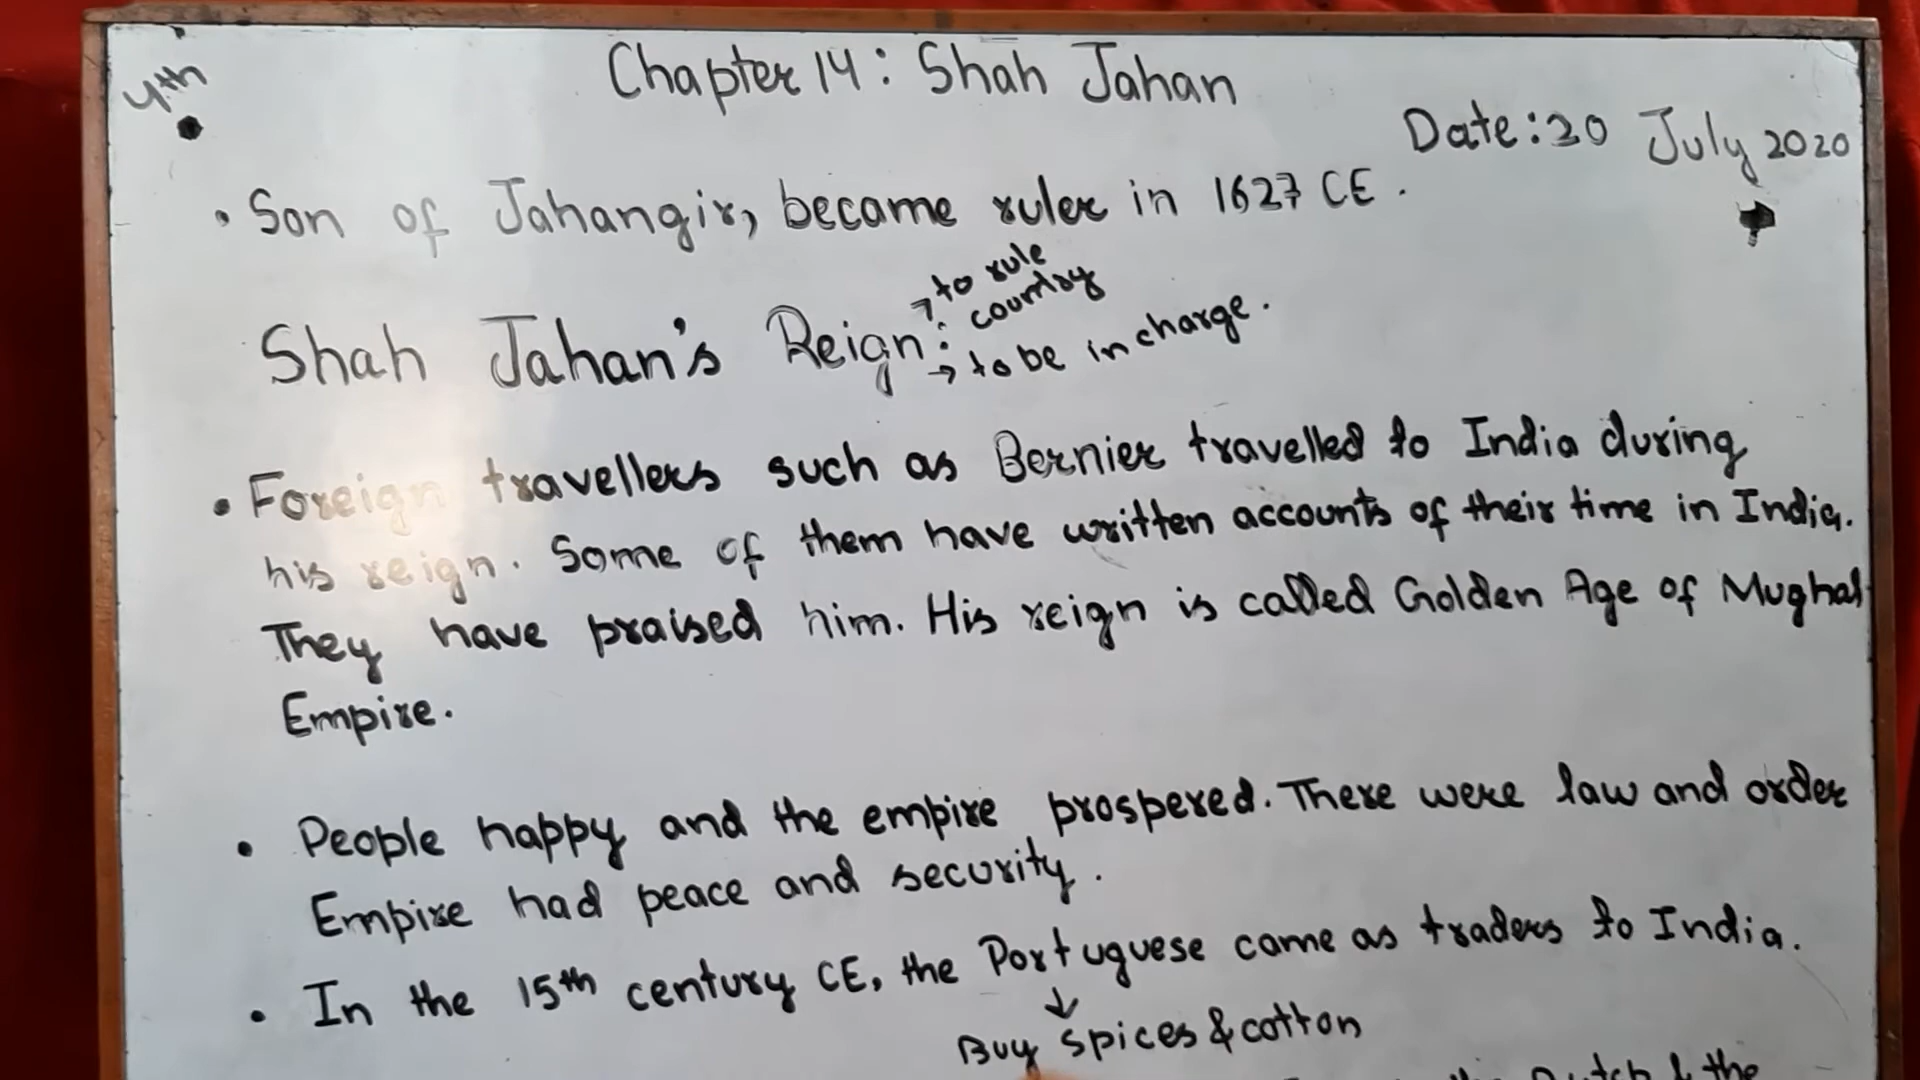 4th
Chapter 14: Shah Jahan
Date: 20 July 2020
• Son of Jahangir, became ruler in 1627 CE.
Shah Jahan's Reign:
→ to rule
country
→ to be in charge.
• Foreign travellers such as Bernier travelled to India during
his reign. Some of them have written accounts of their time in India.
They have praised him. His reign is called Golden Age of Mughal
Empire.
• People happy and the empire prospered. There were law and order
Empire had peace and security.
• In the 15th century CE, the Portuguese came as traders to India.
↓
Buy spices & cotton
Dutch & the